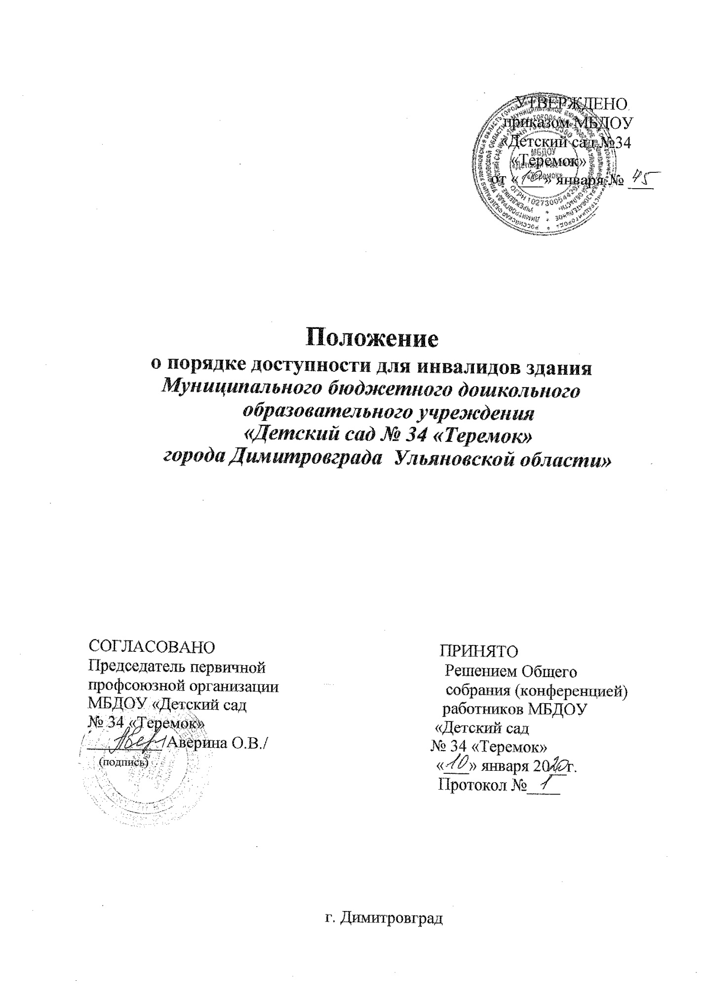 УТВЕРЖДЕНО
приказом МБДОУ
«Детский сад №34
«Теремок»
от «10» января № 45
Положение
о порядке доступности для инвалидов здания
Муниципального бюджетного дошкольного
образовательного учреждения
«Детский сад № 34 «Теремок»
города Димитровграда Ульяновской области»
СОГЛАСОВАНО
Председатель первичной
профсоюзной организации
МБДОУ «Детский сад
№ 34 «Теремок»
/Аверина О.В./
(подпись)
ПРИНЯТО
Решением Общего
собрания (конференцией)
работников МБДОУ
«Детский сад
№ 34 «Теремок»
«10» января 2020г.
Протокол № 1
г. Димитровград